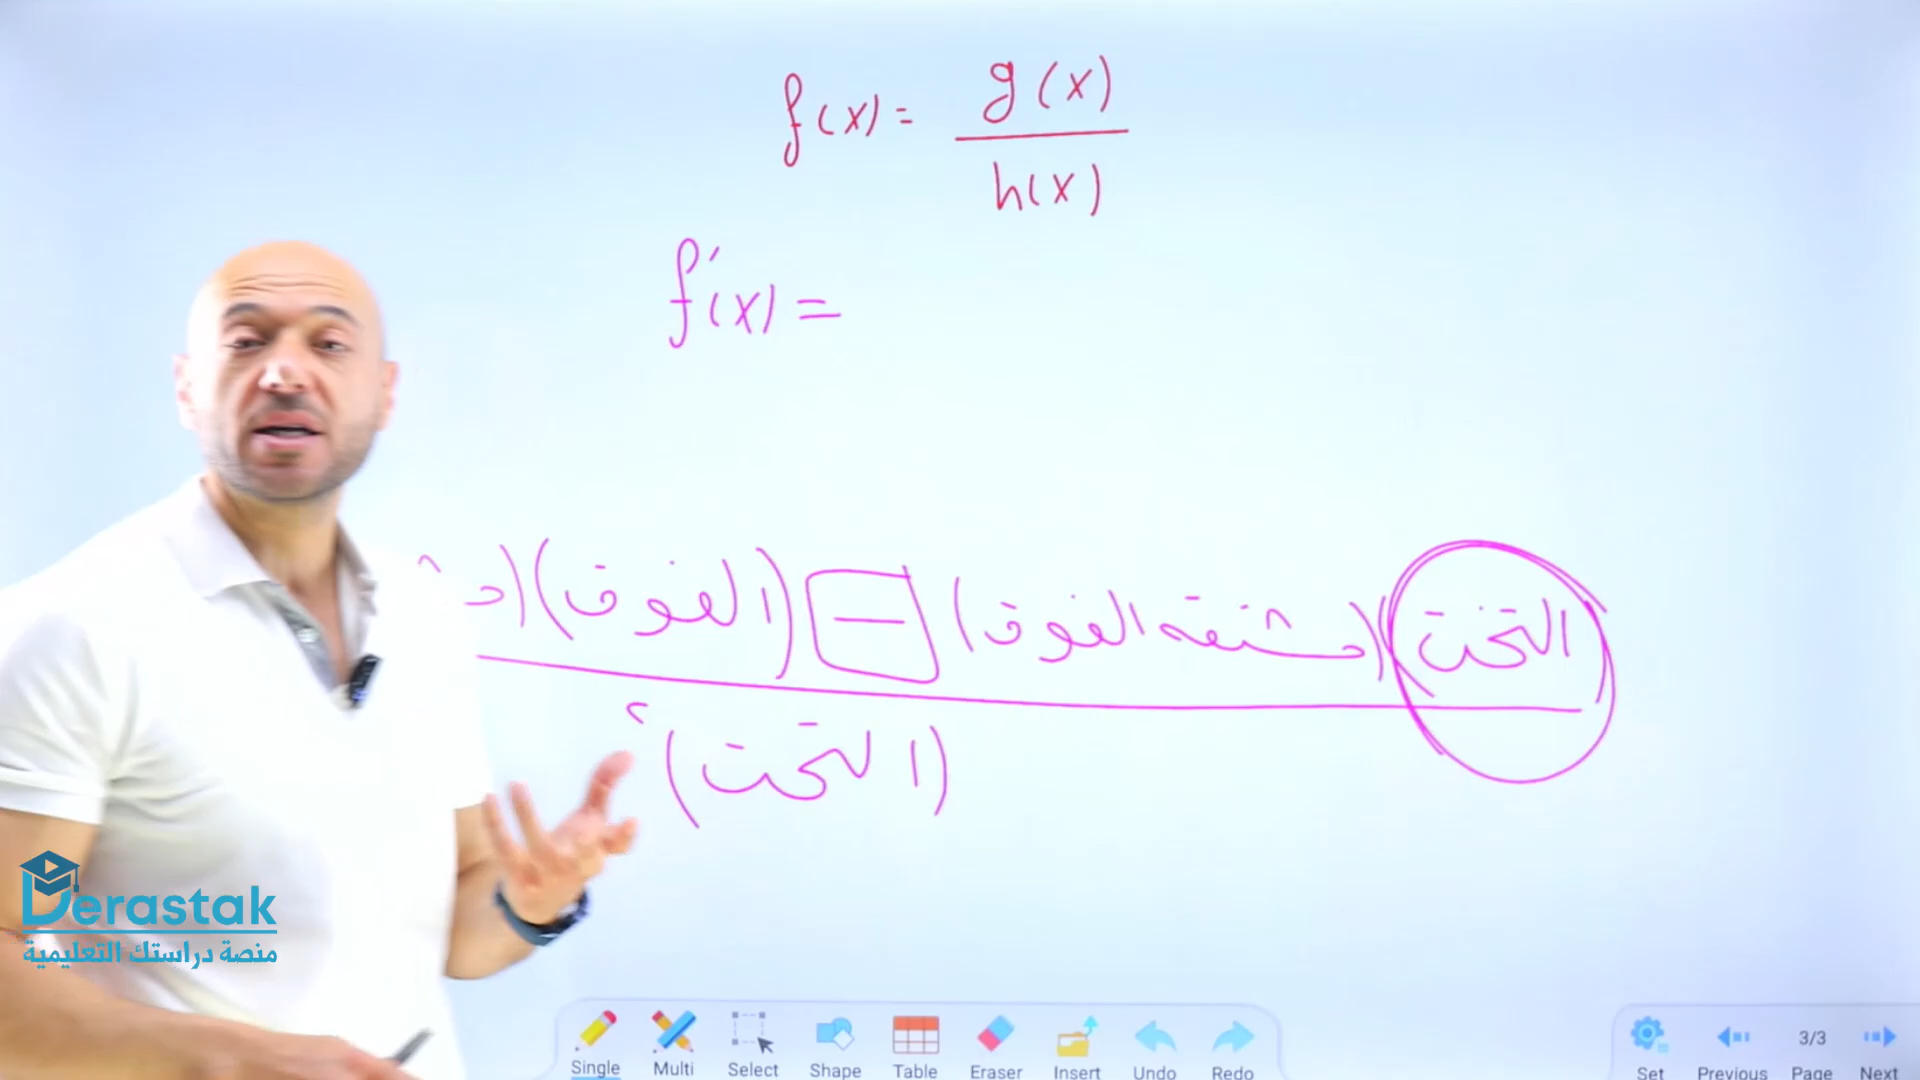 f(x) = g(x)
h(x)
f'(x) =
(التحت)(مشتقة الفوق) − (الفوق)
(التحت)²
Derastak
منصة دراستك التعليمية
Single Multi Select Shape Table Eraser Insert Undo Redo
3/3
Set Previous Page Next